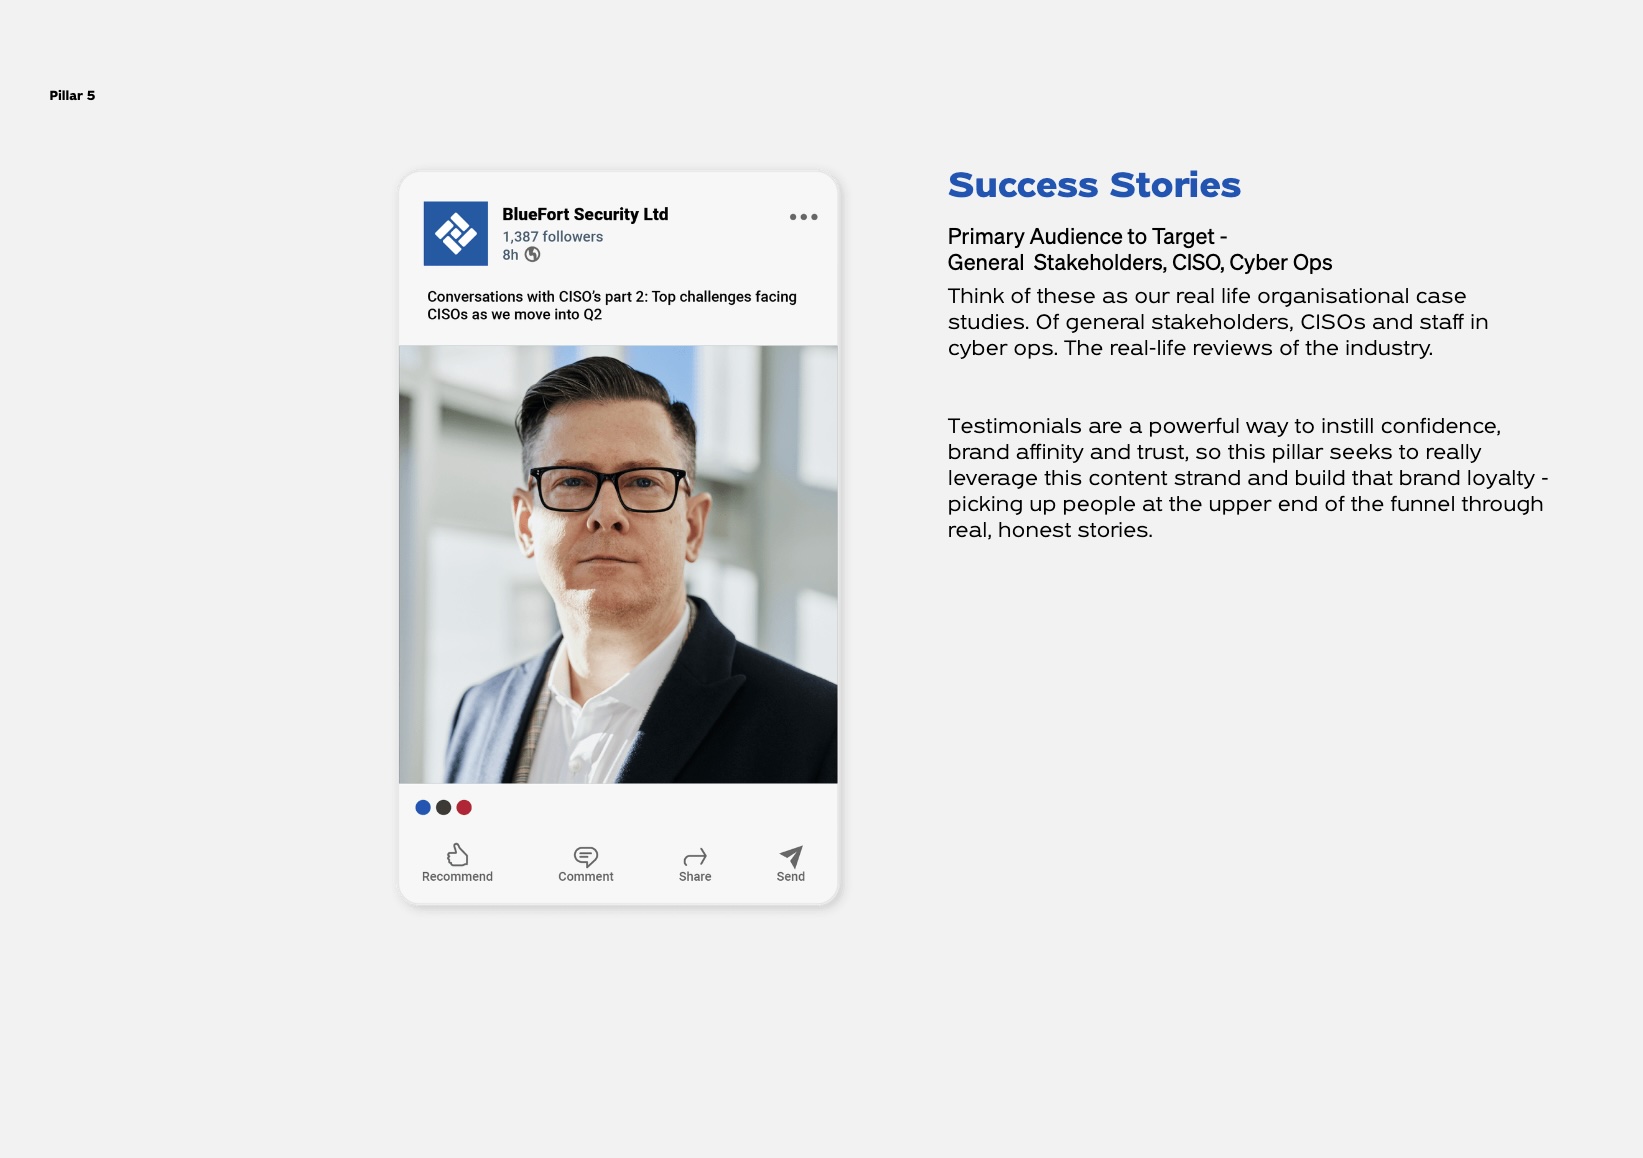 Pillar 5
BlueFort Security Ltd
1,387 followers
8h
Conversations with CISO’s part 2: Top challenges facing
CISOs as we move into Q2
Recommend
Comment
Share
Send
Success Stories
Primary Audience to Target -
General  Stakeholders, CISO, Cyber Ops
Think of these as our real life organisational case
studies. Of general stakeholders, CISOs and staff in
cyber ops. The real-life reviews of the industry.
Testimonials are a powerful way to instill confidence,
brand affinity and trust, so this pillar seeks to really
leverage this content strand and build that brand loyalty -
picking up people at the upper end of the funnel through
real, honest stories.